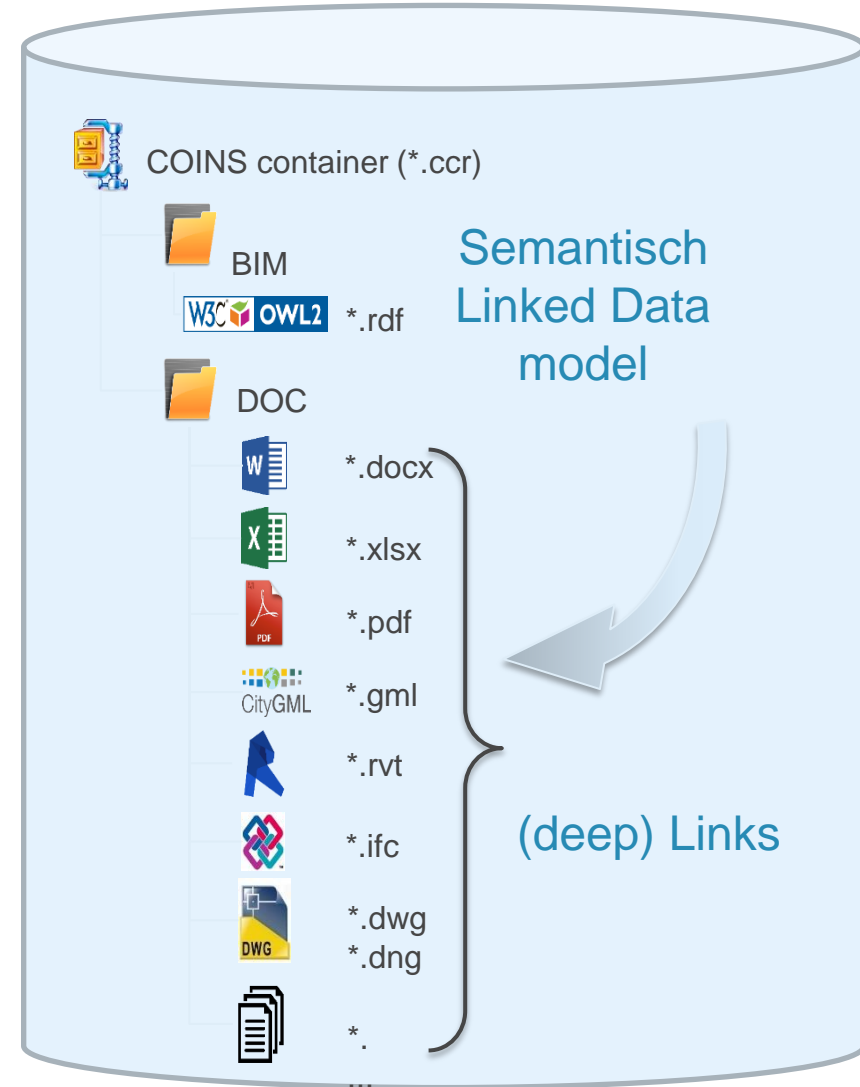 COINS container (*.ccr)
BIM
Semantisch
Linked Data
model
W3C OWL2 *.rdf
DOC
W *.docx
X *.xlsx
PDF *.pdf
CityGML *.gml
*.rvt
*.ifc
(deep) Links
DWG *.dwg
*.dng
*.
...